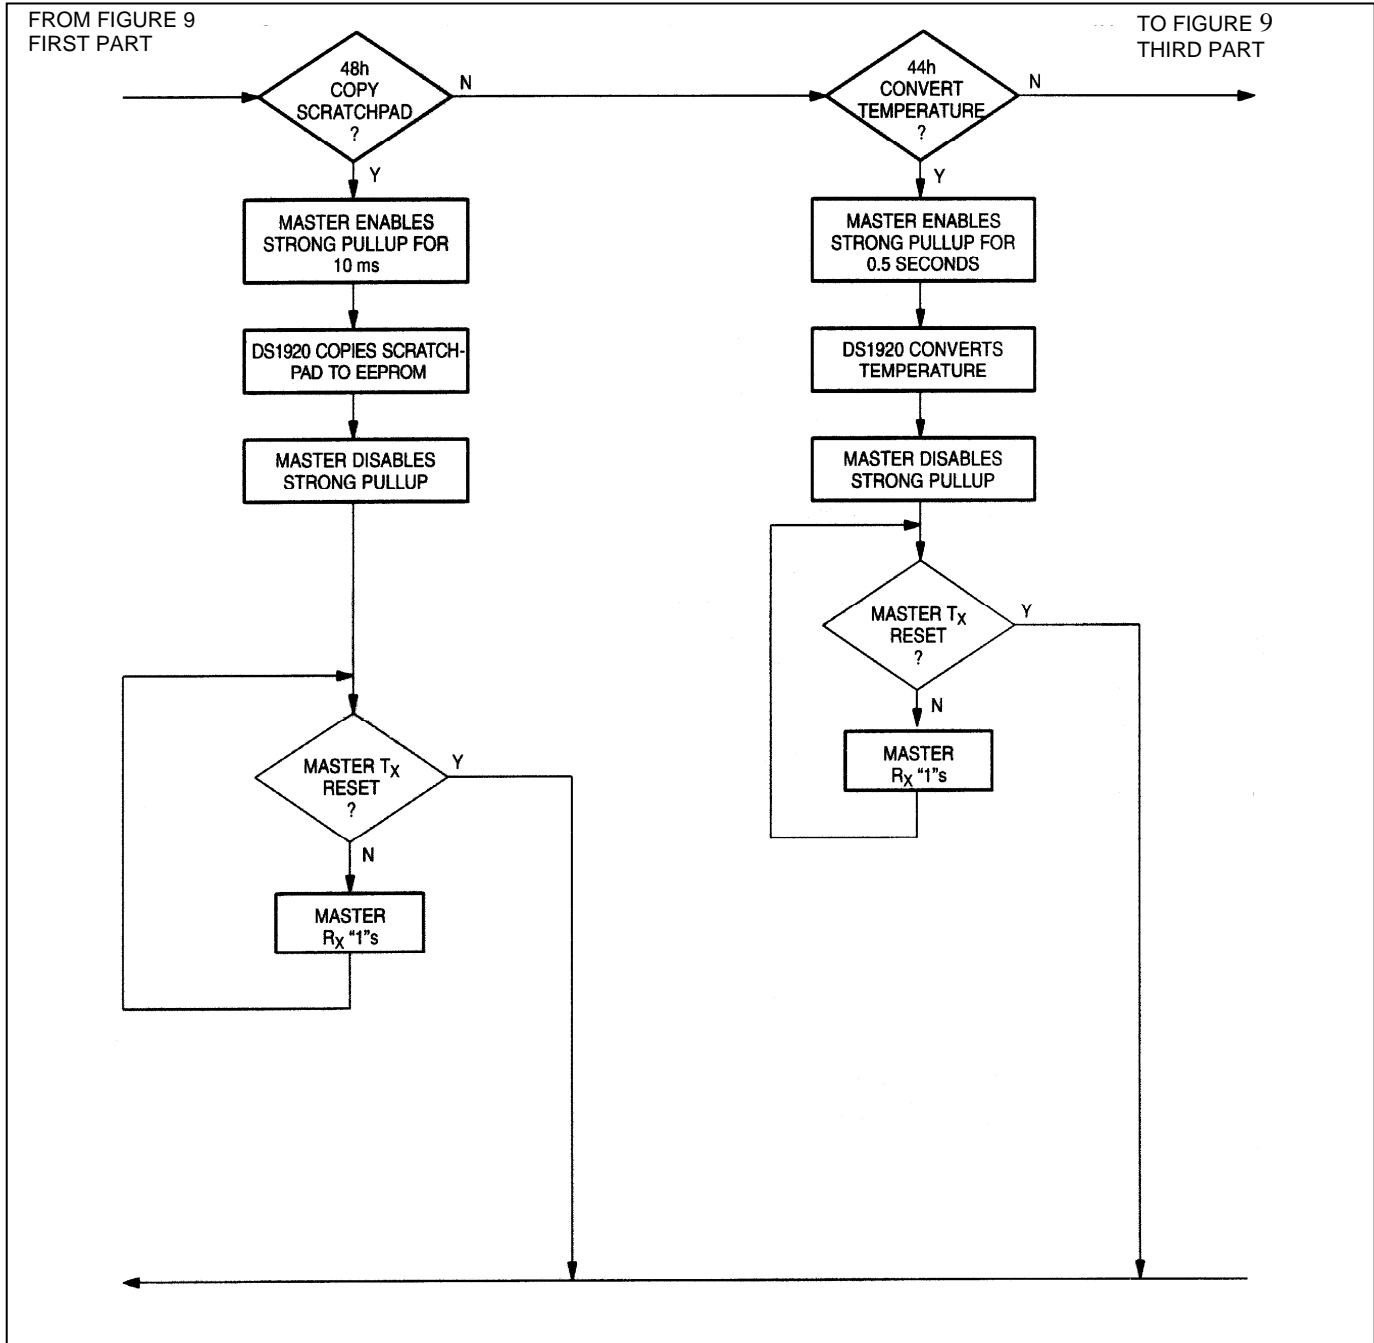 FROM FIGURE 9
FIRST PART
TO FIGURE 9
THIRD PART
48h
COPY
SCRATCHPAD
?
N
Y
MASTER ENABLES
STRONG PULLUP FOR
10 ms
DS1920 COPIES SCRATCH-
PAD TO EEPROM
MASTER DISABLES
STRONG PULLUP
MASTER TX
RESET
?
Y
N
MASTER
RX "1"s
44h
CONVERT
TEMPERATURE
?
N
Y
MASTER ENABLES
STRONG PULLUP FOR
0.5 SECONDS
DS1920 CONVERTS
TEMPERATURE
MASTER DISABLES
STRONG PULLUP
MASTER TX
RESET
?
Y
N
MASTER
RX "1"s